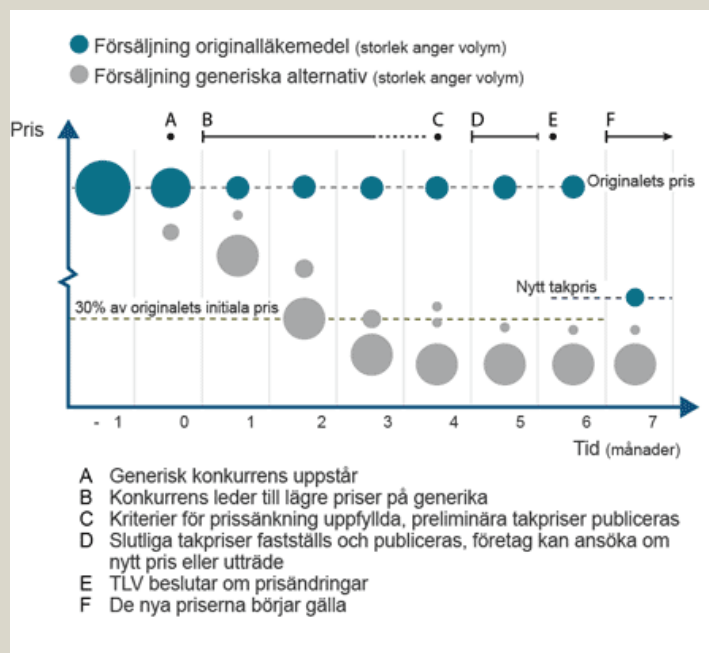 Försäljning originalläkemedel (storlek anger volym)
Försäljning generiska alternativ (storlek anger volym)
A B C D E F
Pris
Originalets pris
Nytt takpris
30% av originalets initiala pris
- 1 0 1 2 3 4 5 6 7
Tid (månader)
A Generisk konkurrens uppstår
B Konkurrens leder till lägre priser på generika
C Kriterier för prissänkning uppfyllda, preliminära takpriser publiceras
D Slutliga takpriser fastställs och publiceras, företag kan ansöka om
nytt pris eller utträde
E TLV beslutar om prisändringar
F De nya priserna börjar gälla